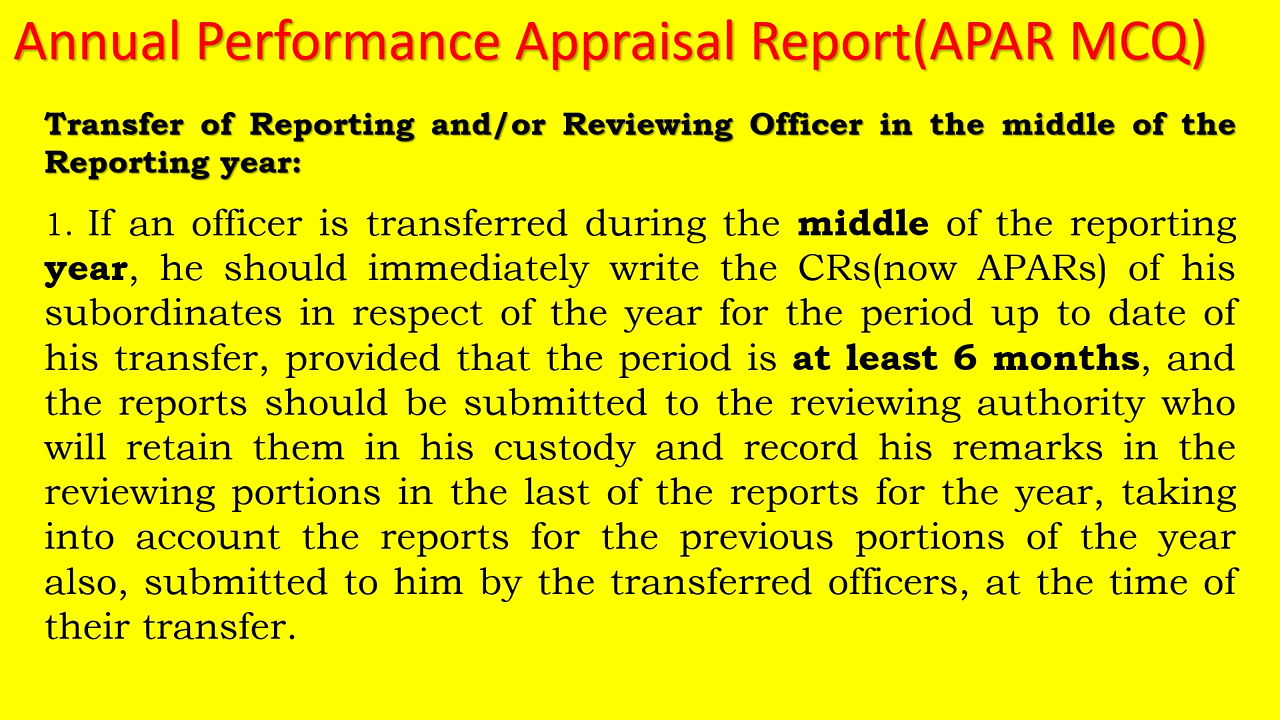 Annual Performance Appraisal Report(APAR MCQ)
Transfer of Reporting and/or Reviewing Officer in the middle of the
Reporting year:
1. If an officer is transferred during the middle of the reporting
year, he should immediately write the CRs(now APARs) of his
subordinates in respect of the year for the period up to date of
his transfer, provided that the period is at least 6 months, and
the reports should be submitted to the reviewing authority who
will retain them in his custody and record his remarks in the
reviewing portions in the last of the reports for the year, taking
into account the reports for the previous portions of the year
also, submitted to him by the transferred officers, at the time of
their transfer.